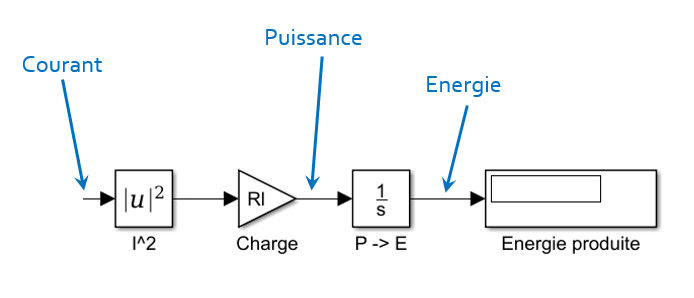 Puissance
Courant
Energie
|u|²
RI
1
s
I^2
Charge
P -> E
Energie produite